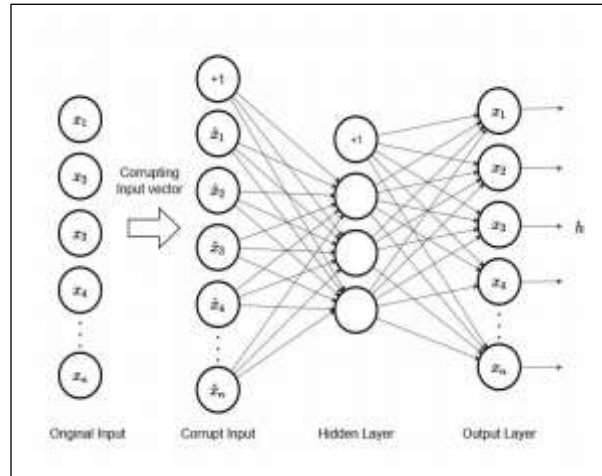 x₁
x₃
x₃
x₄
xₙ
Original Input
Corrupting
Input vector
+1
x̂₁
x̂₂
x̂₃
x̂₄
x̂ₙ
Corrupt Input
+1
Hidden Layer
x₁
x₂
x₃
x₄
xₙ
h
Output Layer